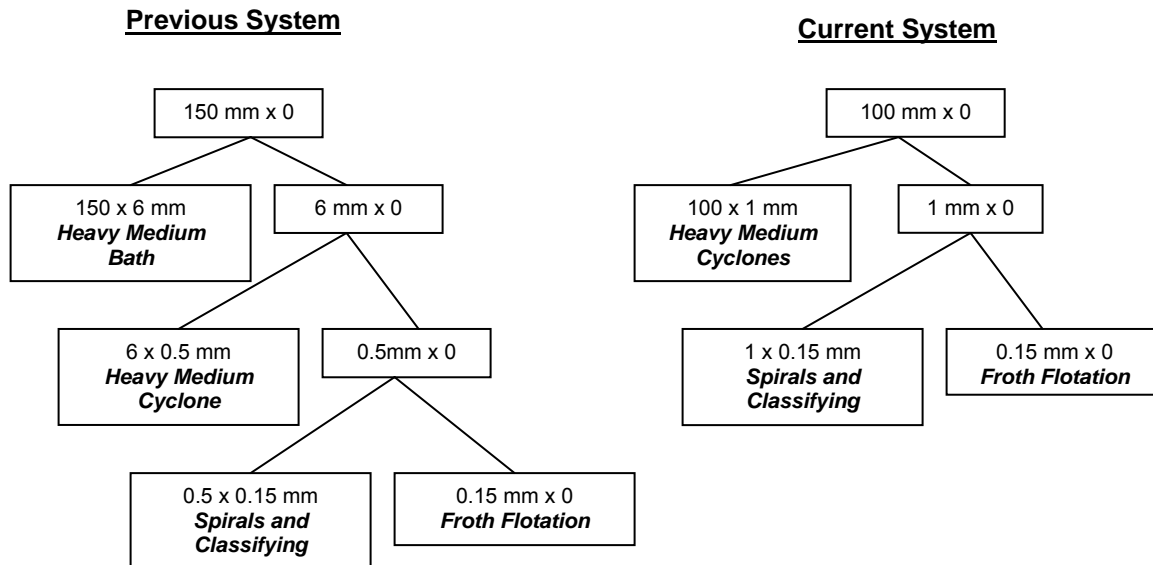 Previous System
150 mm x 0
150 x 6 mm
Heavy Medium
Bath
6 mm x 0
6 x 0.5 mm
Heavy Medium
Cyclone
0.5mm x 0
0.5 x 0.15 mm
Spirals and
Classifying
0.15 mm x 0
Froth Flotation
Current System
100 mm x 0
100 x 1 mm
Heavy Medium
Cyclones
1 mm x 0
1 x 0.15 mm
Spirals and
Classifying
0.15 mm x 0
Froth Flotation